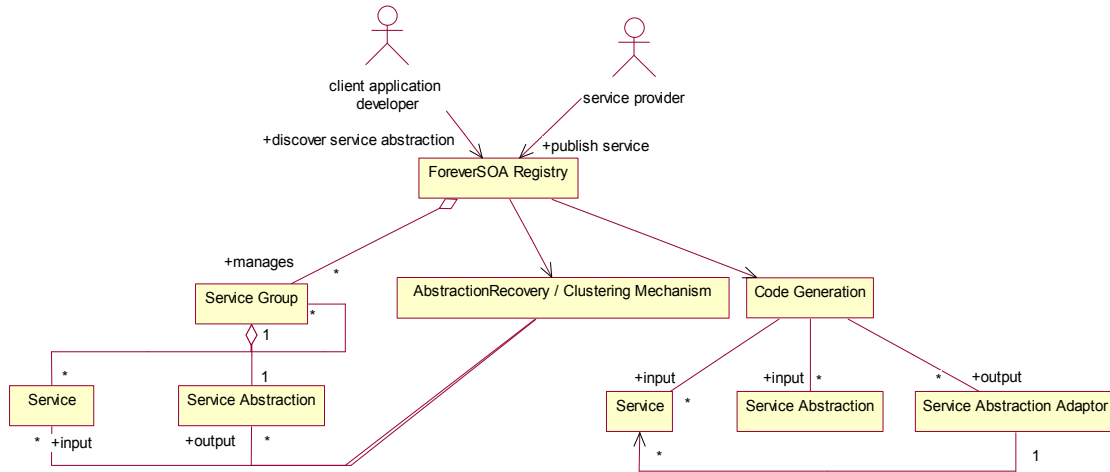 client application
developer
service provider
+discover service abstraction
+publish service
ForeverSOA Registry
+manages
*
Service Group
*
1
AbstractionRecovery / Clustering Mechanism
Code Generation
*
1
+input
*
+input
*
*
+output
Service
Service Abstraction
Service
Service Abstraction
Service Abstraction Adaptor
*
+input
+output
*
*
1